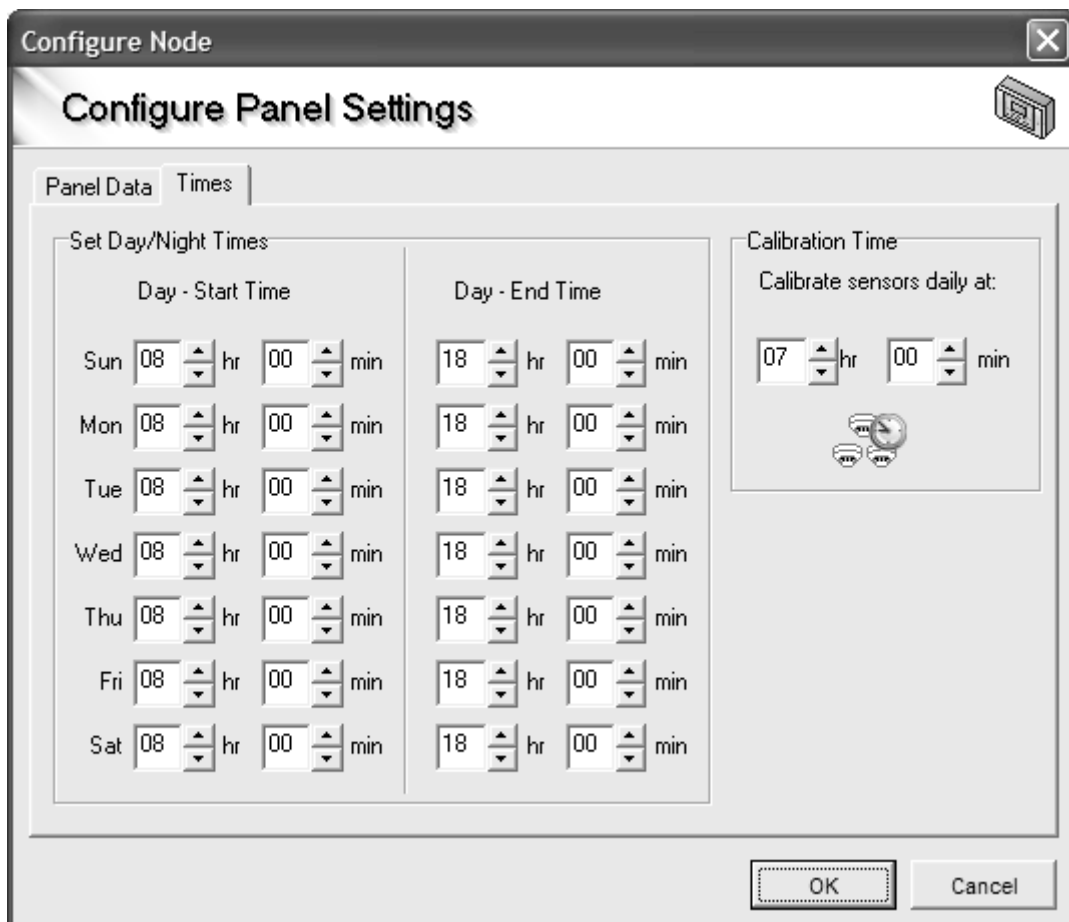 Configure Node
Configure Panel Settings
Panel Data Times
Set Day/Night Times Calibration Time
Day - Start Time Day - End Time Calibrate sensors daily at:
Sun 08 hr 00 min 18 hr 00 min 07 hr 00 min
Mon 08 hr 00 min 18 hr 00 min
Tue 08 hr 00 min 18 hr 00 min
Wed 08 hr 00 min 18 hr 00 min
Thu 08 hr 00 min 18 hr 00 min
Fri 08 hr 00 min 18 hr 00 min
Sat 08 hr 00 min 18 hr 00 min
OK Cancel